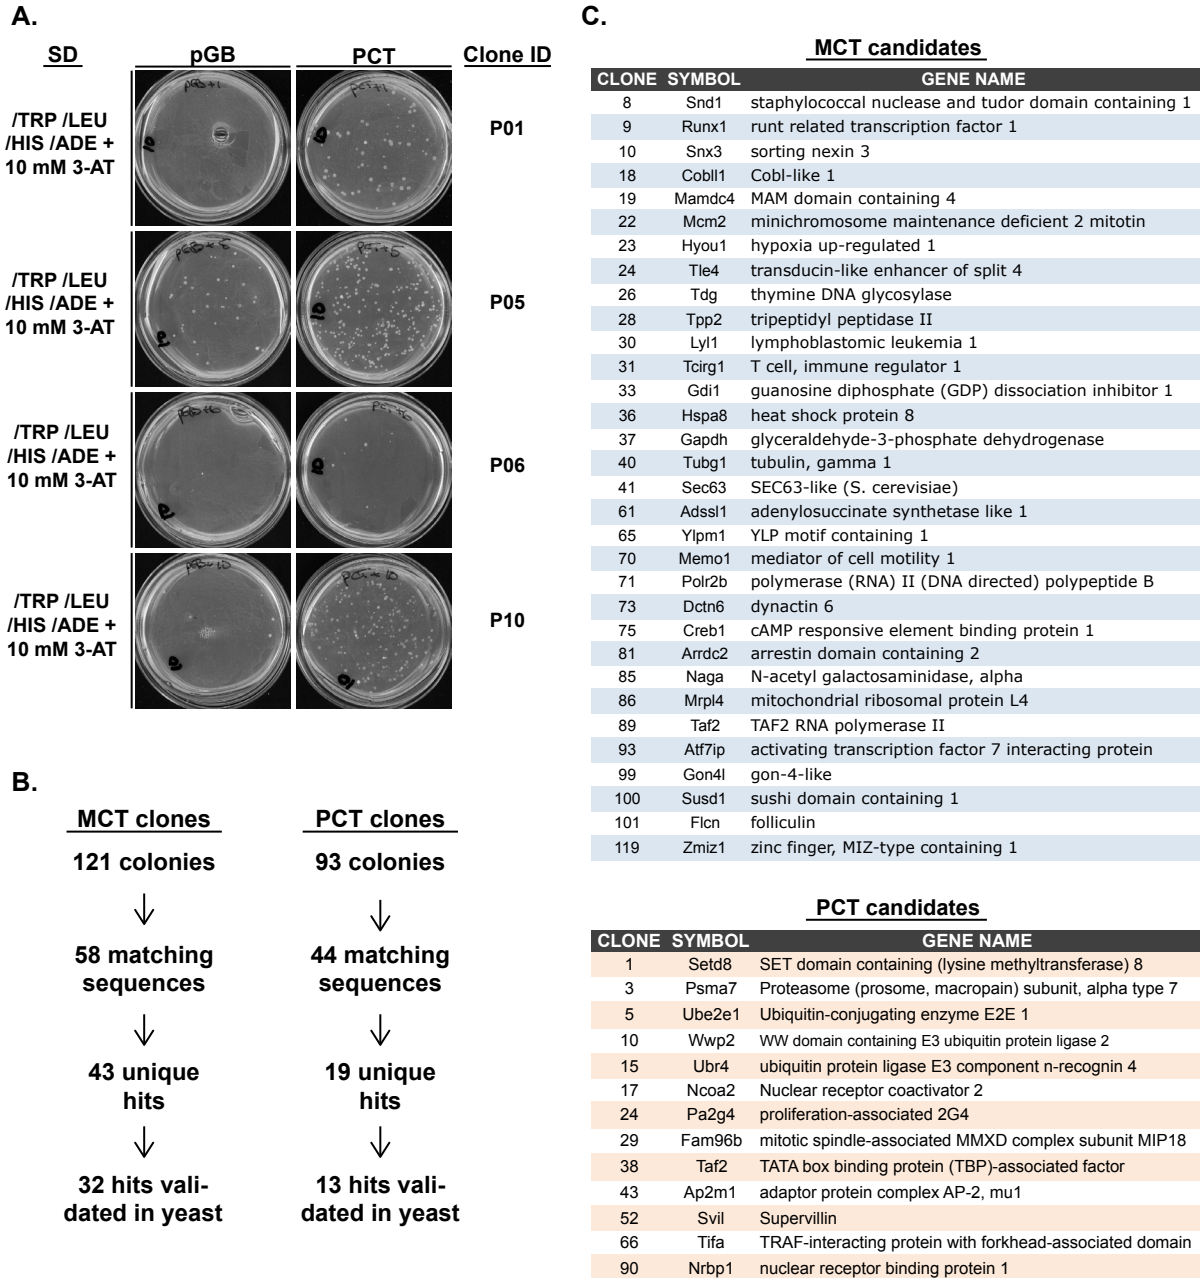 A.
SD
pGB
PCT
Clone ID
/TRP /LEU
/HIS /ADE +
10 mM 3-AT
pGB+1
PCT+1
P01
/TRP /LEU
/HIS /ADE +
10 mM 3-AT
pGB+5
PCT+5
P05
/TRP /LEU
/HIS /ADE +
10 mM 3-AT
pGB+6
PCT+6
P06
/TRP /LEU
/HIS /ADE +
10 mM 3-AT
pGB+10
PCT+10
P10
B.
MCT clones
121 colonies
58 matching
sequences
43 unique
hits
32 hits vali-
dated in yeast
PCT clones
93 colonies
44 matching
sequences
19 unique
hits
13 hits vali-
dated in yeast
C.
MCT candidates
CLONE SYMBOL GENE NAME
8 Snd1 staphylococcal nuclease and tudor domain containing 1
9 Runx1 runt related transcription factor 1
10 Snx3 sorting nexin 3
18 Cobll1 Cobl-like 1
19 Mamdc4 MAM domain containing 4
22 Mcm2 minichromosome maintenance deficient 2 mitotin
23 Hyou1 hypoxia up-regulated 1
24 Tle4 transducin-like enhancer of split 4
26 Tdg thymine DNA glycosylase
28 Tpp2 tripeptidyl peptidase II
30 Lyl1 lymphoblastomic leukemia 1
31 Tcirg1 T cell, immune regulator 1
33 Gdi1 guanosine diphosphate (GDP) dissociation inhibitor 1
36 Hspa8 heat shock protein 8
37 Gapdh glyceraldehyde-3-phosphate dehydrogenase
40 Tubg1 tubulin, gamma 1
41 Sec63 SEC63-like (S. cerevisiae)
61 Adssl1 adenylosuccinate synthetase like 1
65 Ylpm1 YLP motif containing 1
70 Memo1 mediator of cell motility 1
71 Polr2b polymerase (RNA) II (DNA directed) polypeptide B
73 Dctn6 dynactin 6
75 Creb1 cAMP responsive element binding protein 1
81 Arrdc2 arrestin domain containing 2
85 Naga N-acetyl galactosaminidase, alpha
86 Mrpl4 mitochondrial ribosomal protein L4
89 Taf2 TAF2 RNA polymerase II
93 Atf7ip activating transcription factor 7 interacting protein
99 Gon4l gon-4-like
100 Susd1 sushi domain containing 1
101 Flcn folliculin
119 Zmiz1 zinc finger, MIZ-type containing 1
PCT candidates
CLONE SYMBOL GENE NAME
1 Setd8 SET domain containing (lysine methyltransferase) 8
3 Psma7 Proteasome (prosome, macropain) subunit, alpha type 7
5 Ube2e1 Ubiquitin-conjugating enzyme E2E 1
10 Wwp2 WW domain containing E3 ubiquitin protein ligase 2
15 Ubr4 ubiquitin protein ligase E3 component n-recognin 4
17 Ncoa2 Nuclear receptor coactivator 2
24 Pa2g4 proliferation-associated 2G4
29 Fam96b mitotic spindle-associated MMXD complex subunit MIP18
38 Taf2 TATA box binding protein (TBP)-associated factor
43 Ap2m1 adaptor protein complex AP-2, mu1
52 Svil Supervillin
66 Tifa TRAF-interacting protein with forkhead-associated domain
90 Nrbp1 nuclear receptor binding protein 1